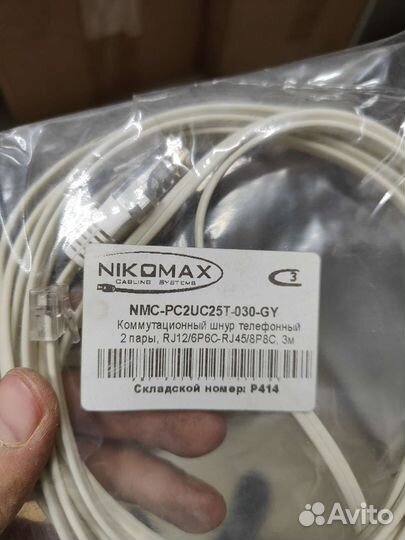 NIKOMAX
CABLING SYSTEMS
3
NMC-PC2UC25T-030-GY
Коммутационный шнур телефонный
2 пары, RJ12/6P6C-RJ45/8P8C, 3м
Складской номер: P414
Avito